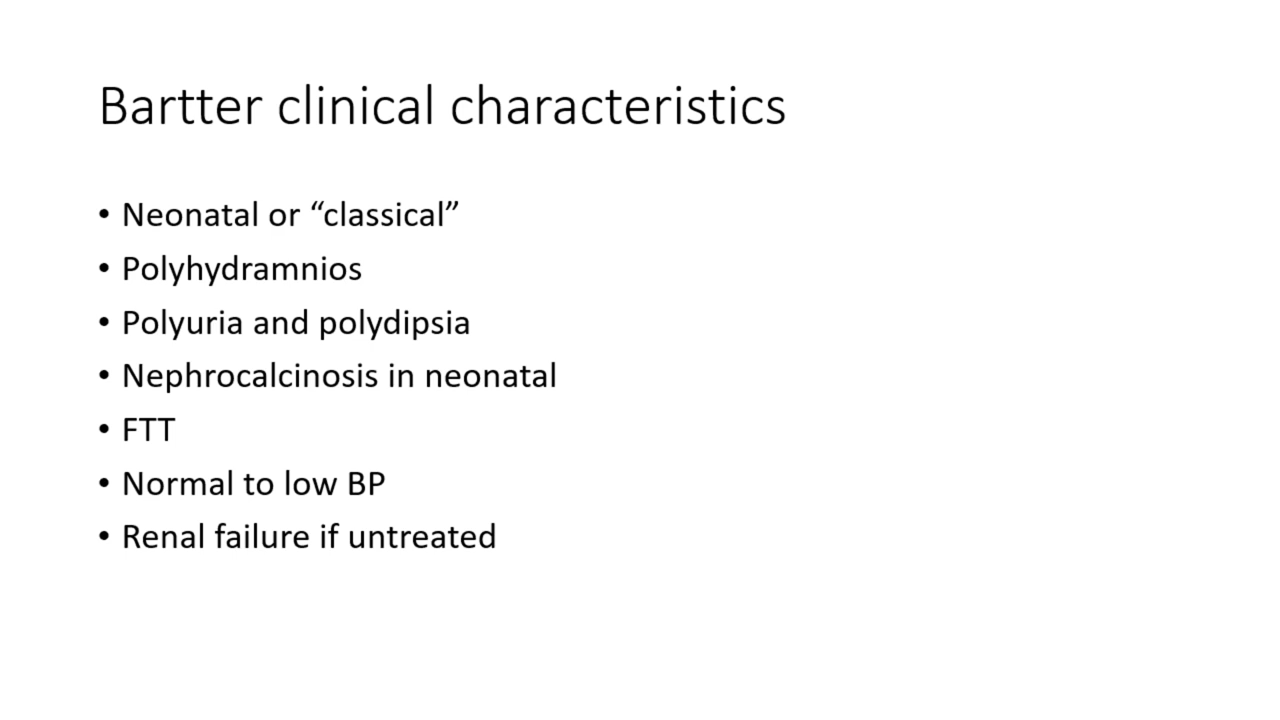 Bartter clinical characteristics
• Neonatal or “classical”
• Polyhydramnios
• Polyuria and polydipsia
• Nephrocalcinosis in neonatal
• FTT
• Normal to low BP
• Renal failure if untreated